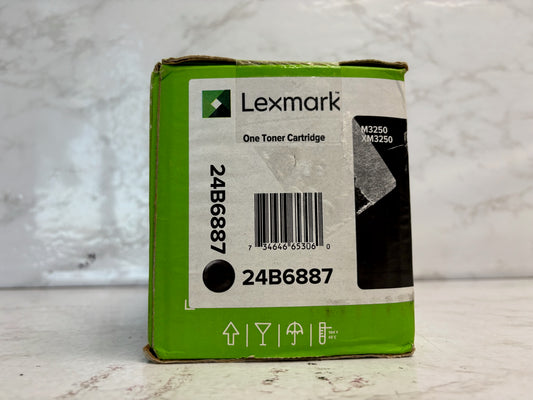 Lexmark
One Toner Cartridge
M3250
XM3250
24B6887
7 34646 65306 0
24B6887